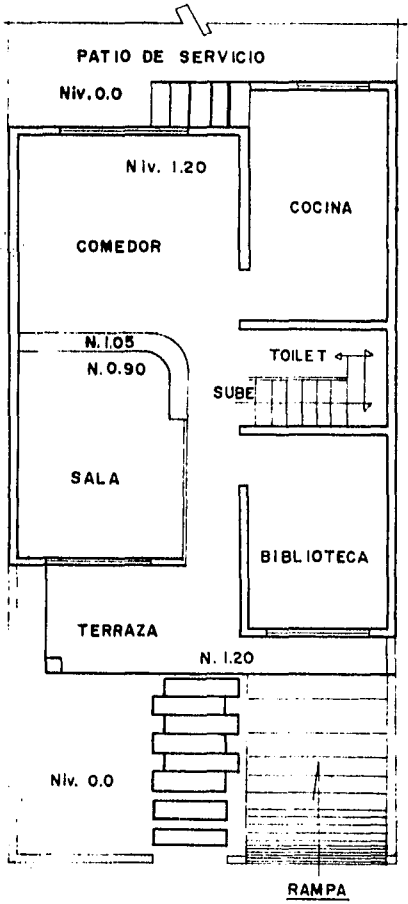 PATIO DE SERVICIO
Niv. 0.0
Niv. 1.20
COCINA
COMEDOR
N. 1.05
TOILET
N. 0.90
SUBE
SALA
BIBLIOTECA
TERRAZA
N. 1.20
Niv. 0.0
RAMPA